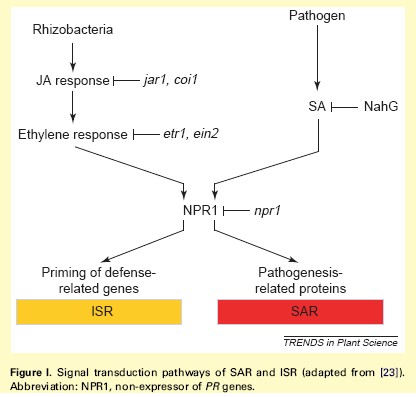 Rhizobacteria
JA response
jar1, coi1
Ethylene response
etr1, ein2
Pathogen
SA
NahG
NPR1
npr1
Priming of defense-
related genes
ISR
Pathogenesis-
related proteins
SAR
TRENDS in Plant Science
Figure I. Signal transduction pathways of SAR and ISR (adapted from [23]).
Abbreviation: NPR1, non-expressor of PR genes.